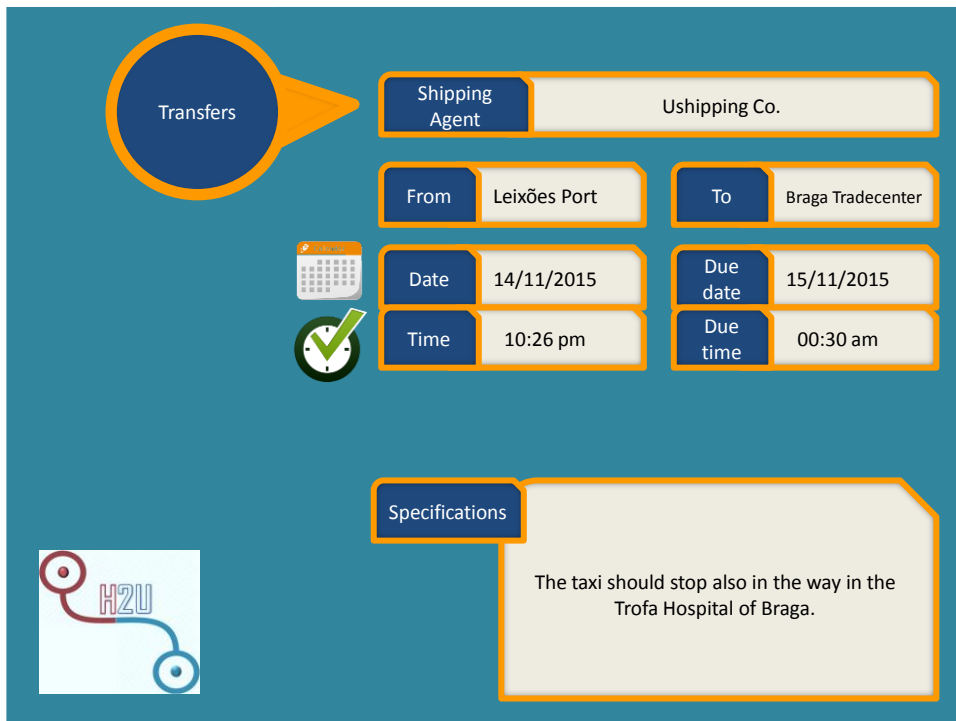 Transfers
Shipping
Agent
Ushipping Co.
From
Leixões Port
To
Braga Tradecenter
Date
14/11/2015
Due
date
15/11/2015
Time
10:26 pm
Due
time
00:30 am
Specifications
The taxi should stop also in the way in the
Trofa Hospital of Braga.
H2U